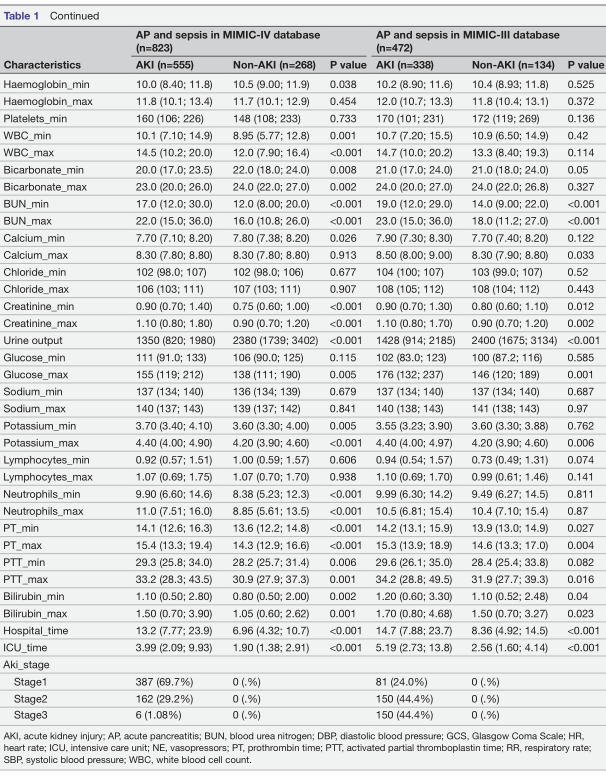 Table 1 Continued
AP and sepsis in MIMIC-IV database (n=823) AP and sepsis in MIMIC-III database (n=472)
Characteristics AKI (n=555) Non-AKI (n=268) P value AKI (n=338) Non-AKI (n=134) P value
Haemoglobin_min 10.0 (8.40; 11.8) 10.5 (9.00; 11.9) 0.038 10.2 (8.90; 11.6) 10.4 (8.93; 11.8) 0.525
Haemoglobin_max 11.8 (10.1; 13.4) 11.7 (10.1; 12.9) 0.454 12.0 (10.7; 13.3) 11.8 (10.4; 13.1) 0.372
Platelets_min 160 (106; 226) 148 (108; 233) 0.733 170 (101; 231) 172 (119; 269) 0.136
WBC_min 10.1 (7.10; 14.9) 8.95 (5.77; 12.8) 0.001 10.7 (7.20; 15.5) 10.9 (6.50; 14.9) 0.42
WBC_max 14.5 (10.2; 20.0) 12.0 (7.90; 16.4) <0.001 14.7 (10.0; 20.2) 13.3 (8.40; 19.3) 0.114
Bicarbonate_min 20.0 (17.0; 23.5) 22.0 (18.0; 24.0) 0.008 21.0 (17.0; 24.0) 21.0 (18.0; 24.0) 0.05
Bicarbonate_max 23.0 (20.0; 26.0) 24.0 (22.0; 27.0) 0.002 24.0 (20.0; 27.0) 24.0 (22.0; 26.8) 0.327
BUN_min 17.0 (12.0; 30.0) 12.0 (8.00; 20.0) <0.001 19.0 (12.0; 29.0) 14.0 (9.00; 22.0) <0.001
BUN_max 22.0 (15.0; 36.0) 16.0 (10.8; 26.0) <0.001 23.0 (15.0; 36.0) 18.0 (11.2; 27.0) <0.001
Calcium_min 7.70 (7.10; 8.20) 7.80 (7.38; 8.20) 0.026 7.90 (7.30; 8.30) 7.70 (7.40; 8.20) 0.122
Calcium_max 8.30 (7.80; 8.80) 8.30 (7.80; 8.80) 0.913 8.50 (8.00; 9.00) 8.30 (7.90; 8.80) 0.033
Chloride_min 102 (98.0; 107) 102 (98.0; 106) 0.677 104 (100; 107) 103 (99.0; 107) 0.52
Chloride_max 106 (103; 111) 107 (103; 111) 0.907 108 (105; 112) 108 (104; 112) 0.443
Creatinine_min 0.90 (0.70; 1.40) 0.75 (0.60; 1.00) <0.001 0.90 (0.70; 1.30) 0.80 (0.60; 1.10) 0.012
Creatinine_max 1.10 (0.80; 1.80) 0.90 (0.70; 1.20) <0.001 1.10 (0.80; 1.70) 0.90 (0.70; 1.20) 0.002
Urine output 1350 (820; 1980) 2380 (1739; 3402) <0.001 1428 (914; 2185) 2400 (1675; 3134) <0.001
Glucose_min 111 (91.0; 133) 106 (90.0; 125) 0.115 102 (83.0; 123) 100 (87.2; 116) 0.585
Glucose_max 155 (119; 212) 138 (111; 190) 0.005 176 (132; 237) 146 (120; 189) 0.001
Sodium_min 137 (134; 140) 136 (134; 139) 0.679 137 (134; 140) 137 (134; 140) 0.687
Sodium_max 140 (137; 143) 139 (137; 142) 0.841 140 (138; 143) 141 (138; 143) 0.97
Potassium_min 3.70 (3.40; 4.10) 3.60 (3.30; 4.00) 0.005 3.55 (3.23; 3.90) 3.60 (3.30; 3.88) 0.762
Potassium_max 4.40 (4.00; 4.90) 4.20 (3.90; 4.60) <0.001 4.40 (4.00; 4.97) 4.20 (3.90; 4.60) 0.006
Lymphocytes_min 0.92 (0.57; 1.51) 1.00 (0.59; 1.57) 0.606 0.94 (0.54; 1.57) 0.73 (0.49; 1.31) 0.074
Lymphocytes_max 1.07 (0.69; 1.75) 1.07 (0.70; 1.70) 0.938 1.10 (0.69; 1.70) 0.99 (0.61; 1.46) 0.141
Neutrophils_min 9.90 (6.60; 14.6) 8.38 (5.23; 12.3) <0.001 9.99 (6.30; 14.2) 9.49 (6.27; 14.5) 0.811
Neutrophils_max 11.0 (7.51; 16.0) 8.85 (5.61; 13.5) <0.001 10.5 (6.81; 15.4) 10.4 (7.10; 15.4) 0.87
PT_min 14.1 (12.6; 16.3) 13.6 (12.2; 14.8) <0.001 14.2 (13.1; 15.9) 13.9 (13.0; 14.9) 0.027
PT_max 15.4 (13.3; 19.4) 14.3 (12.9; 16.6) <0.001 15.3 (13.9; 18.9) 14.6 (13.3; 17.0) 0.004
PTT_min 29.3 (25.8; 34.0) 28.2 (25.7; 31.4) 0.006 29.6 (26.1; 35.0) 28.4 (25.4; 33.8) 0.082
PTT_max 33.2 (28.3; 43.5) 30.9 (27.9; 37.3) 0.001 34.2 (28.8; 49.5) 31.9 (27.7; 39.3) 0.016
Bilirubin_min 1.10 (0.50; 2.80) 0.80 (0.50; 2.00) 0.002 1.20 (0.60; 3.30) 1.10 (0.52; 2.48) 0.04
Bilirubin_max 1.50 (0.70; 3.90) 1.05 (0.60; 2.62) 0.001 1.70 (0.80; 4.68) 1.50 (0.70; 3.27) 0.023
Hospital_time 13.2 (7.77; 23.9) 6.96 (4.32; 10.7) <0.001 14.7 (7.88; 23.7) 8.36 (4.92; 14.5) <0.001
ICU_time 3.99 (2.09; 9.93) 1.90 (1.38; 2.91) <0.001 5.19 (2.73; 13.8) 2.56 (1.60; 4.14) <0.001
Aki_stage
Stage1 387 (69.7%) 0 (.%) 81 (24.0%) 0 (.%)
Stage2 162 (29.2%) 0 (.%) 150 (44.4%) 0 (.%)
Stage3 6 (1.08%) 0 (.%) 150 (44.4%) 0 (.%)
AKI, acute kidney injury; AP, acute pancreatitis; BUN, blood urea nitrogen; DBP, diastolic blood pressure; GCS, Glasgow Coma Scale; HR,
heart rate; ICU, intensive care unit; NE, vasopressors; PT, prothrombin time; PTT, activated partial thromboplastin time; RR, respiratory rate;
SBP, systolic blood pressure; WBC, white blood cell count.